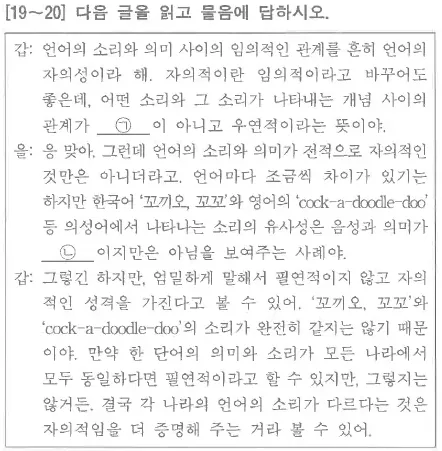 [19~20] 다음 글을 읽고 물음에 답하시오.
갑: 언어의 소리와 의미 사이의 임의적인 관계를 흔히 언어의
자의성이라 해. 자의적이란 임의적이라고 바꾸어도
좋은데, 어떤 소리와 그 소리가 나타내는 개념 사이의
관계가 ㉠ 이 아니고 우연적이라는 뜻이야.
을: 응 맞아. 그런데 언어의 소리와 의미가 전적으로 자의적인
것만은 아니더라고. 언어마다 조금씩 차이가 있기는
하지만 한국어 '꼬끼오, 꼬꼬'와 영어의 'cock-a-doodle-doo'
등 의성어에서 나타나는 소리의 유사성은 음성과 의미가
㉡ 이지만은 아님을 보여주는 사례야.
갑: 그렇긴 하지만, 엄밀하게 말해서 필연적이지 않고 자의
적인 성격을 가진다고 볼 수 있어. '꼬끼오, 꼬꼬'와
'cock-a-doodle-doo'의 소리가 완전히 같지는 않기 때문
이야. 만약 한 단어의 의미와 소리가 모든 나라에서
모두 동일하다면 필연적이라고 할 수 있지만, 그렇지는
않거든. 결국 각 나라의 언어의 소리가 다르다는 것은
자의적임을 더 증명해 주는 거라 볼 수 있어.